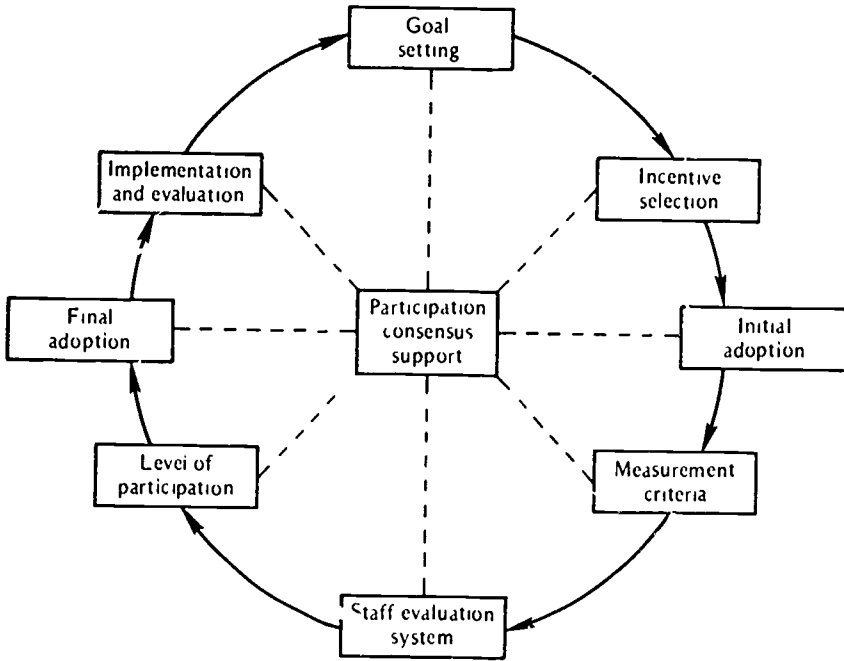 Goal
setting
Implementation
and evaluation
Incentive
selection
Final
adoption
Participation
consensus
support
Initial
adoption
Level of
participation
Measurement
criteria
Staff evaluation
system